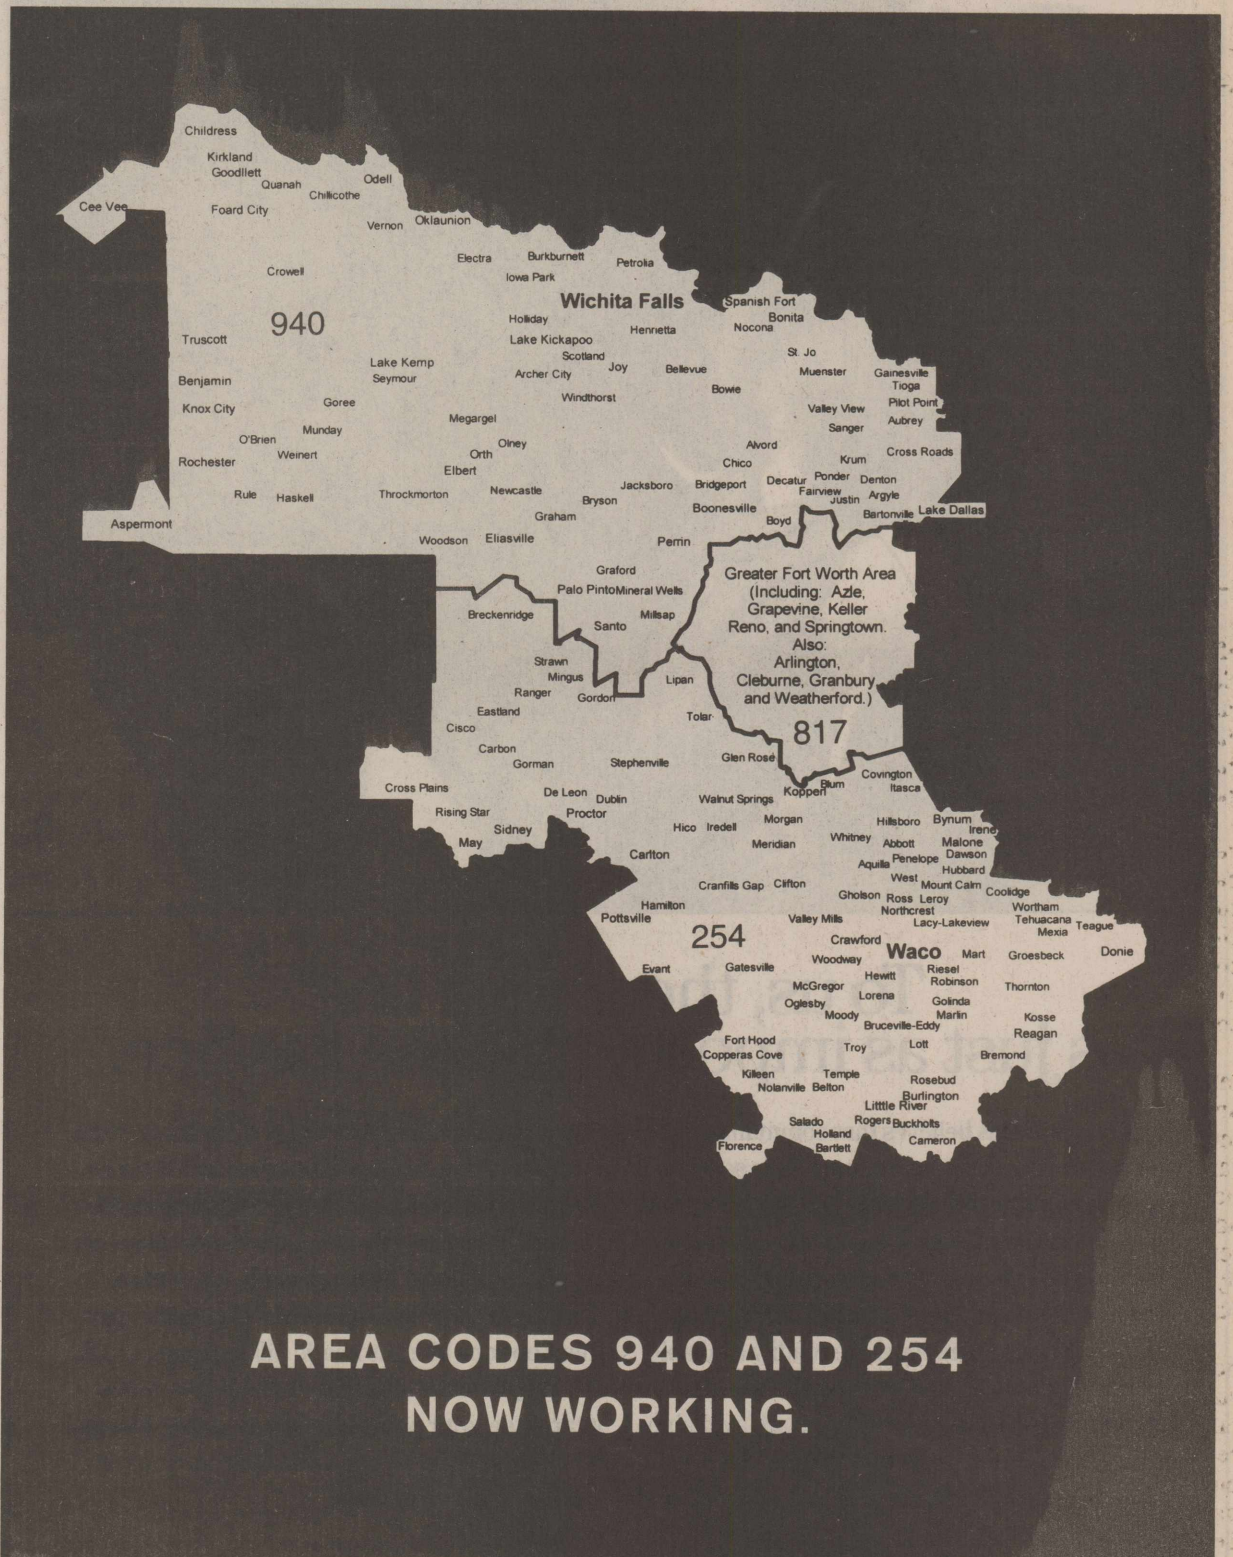 Childress
Kirkland
Goodlett
Quanah
Odell
Chillicothe
Cee Vee
Foard City
Oklaunion
Vernon
Electra
Burkburnett
Petrolia
Crowell
Iowa Park
Wichita Falls
Spanish Fort
Bonita
940
Holliday
Henrietta
Nocona
Truscott
Lake Kickapoo
St. Jo
Scotland
Lake Kemp
Joy
Bellevue
Muenster
Gainesville
Benjamin
Seymour
Archer City
Tioga
Bowie
Windthorst
Pilot Point
Knox City
Goree
Valley View
Megargel
Aubrey
Munday
Sanger
O'Brien
Olney
Alvord
Weinert
Orth
Cross Roads
Rochester
Elbert
Chico
Krum
Rule
Haskell
Throckmorton
Newcastle
Jacksboro
Bridgeport
Decatur
Ponder
Denton
Fairview
Justin
Argyle
Bryson
Boonesville
Bartonville
Lake Dallas
Aspermont
Graham
Boyd
Woodson
Eliasville
Perrin
Graford
Greater Fort Worth Area
(Including: Azle,
Grapevine, Keller
Reno, and Springtown.
Also:
Arlington,
Cleburne, Granbury
and Weatherford.)
817
Palo Pinto
Mineral Wells
Breckenridge
Millsap
Santo
Strawn
Mingus
Lipan
Ranger
Gordon
Eastland
Tolar
Cisco
Carbon
Gorman
Stephenville
Glen Rose
Covington
Cross Plains
De Leon
Dublin
Walnut Springs
Kopperl
Blum
Itasca
Rising Star
Proctor
Sidney
Hico
Iredell
Morgan
Hillsboro
Bynum
Irene
May
Meridian
Whitney
Abbott
Malone
Carlton
Aquilla
Penelope
Dawson
Hubbard
Cranfills Gap
Clifton
West
Mount Calm
Coolidge
Gholson
Ross
Leroy
Hamilton
Northcrest
Wortham
Pottsville
Valley Mills
Lacy-Lakeview
Tehuacana
Teague
Mexia
254
Crawford
Waco
Mart
Groesbeck
Donie
Woodway
Evant
Gatesville
Hewitt
Riesel
Robinson
McGregor
Thornton
Oglesby
Lorena
Golinda
Moody
Marlin
Kosse
Bruceville-Eddy
Reagan
Fort Hood
Copperas Cove
Troy
Lott
Bremond
Killeen
Temple
Nolanville
Belton
Rosebud
Burlington
Litttle River
Salado
Rogers
Buckholts
Holland
Florence
Bartlett
Cameron
AREA CODES 940 AND 254
NOW WORKING.